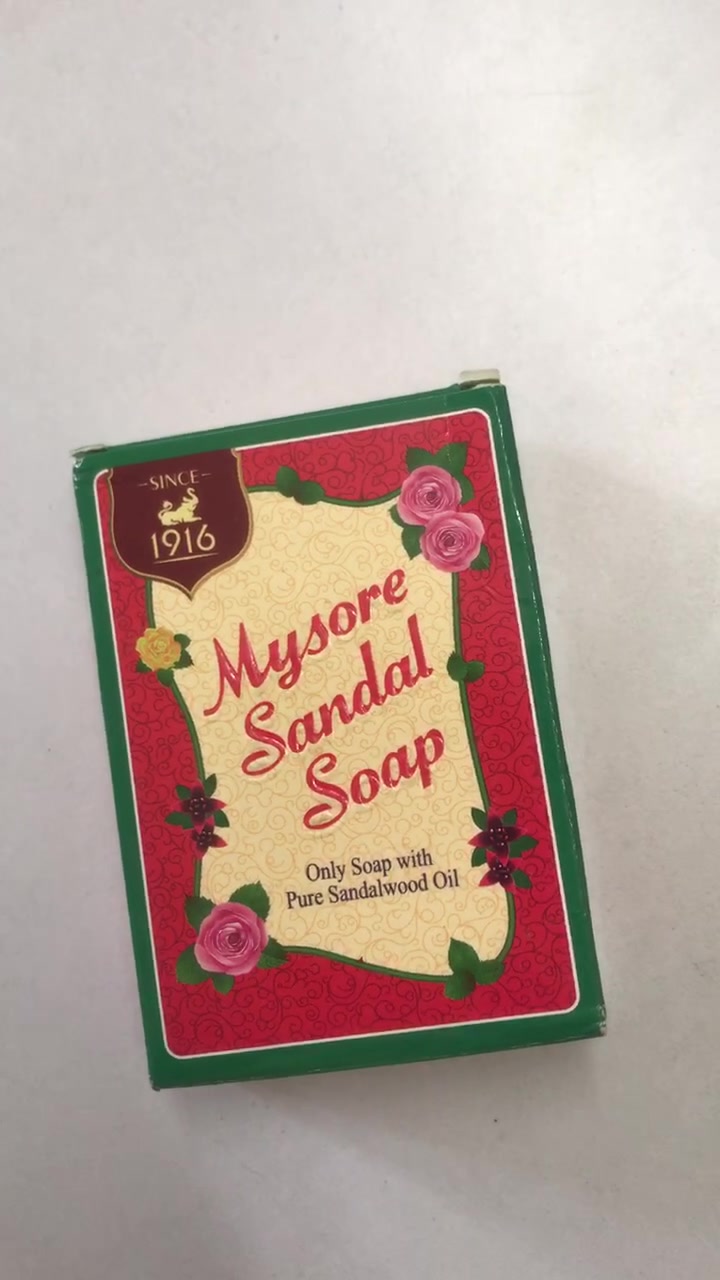 –SINCE–
1916
Mysore
Sandal
Soap
Only Soap with
Pure Sandalwood Oil